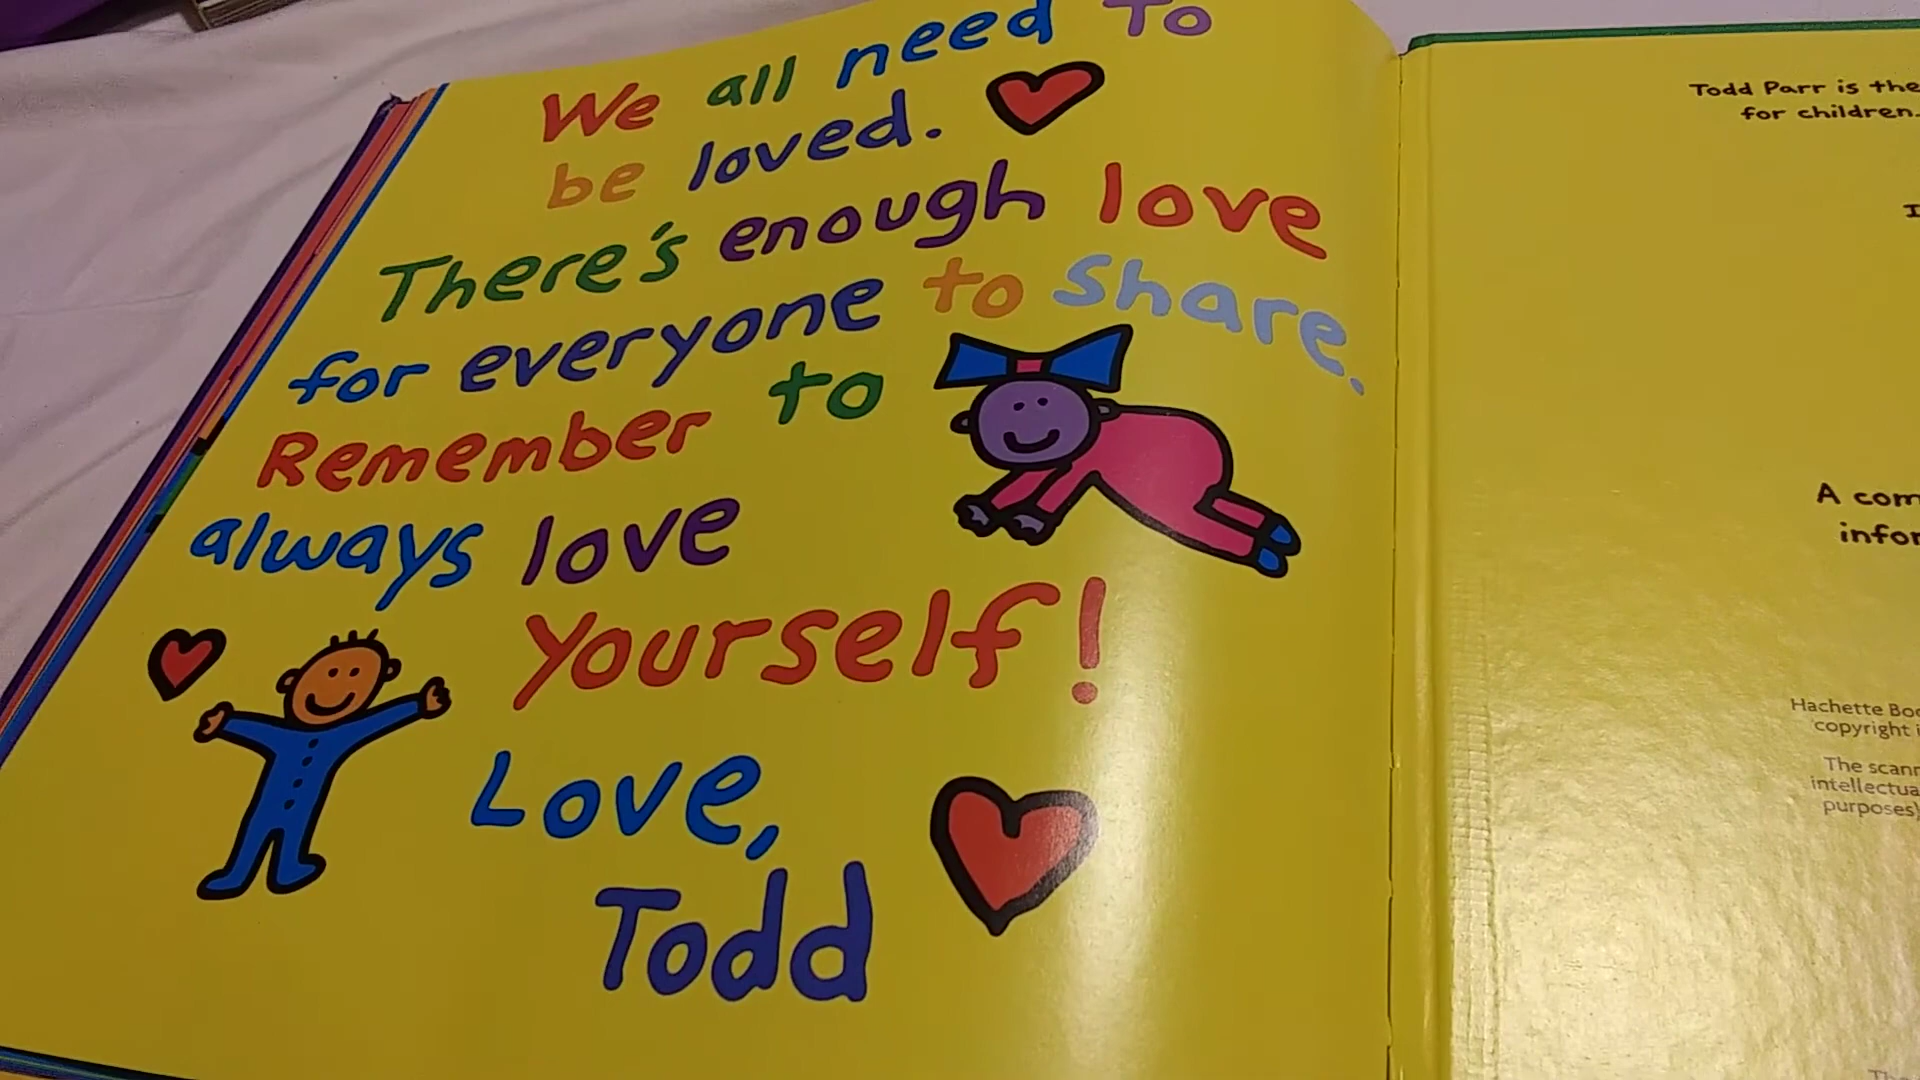 We all need to
be loved.
There's enough love
for everyone to share.
Remember to
always love
yourself!
Love,
Todd
Todd Parr is the
for children.
A com
infor
Hachette Boo
copyright i
The scann
intellectua
purposes)